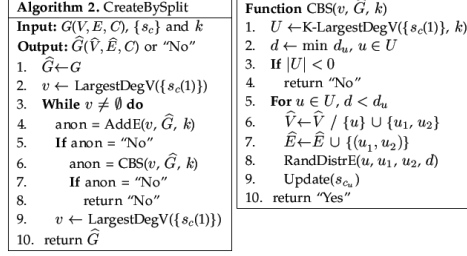 Algorithm 2. CreateBySplit
Input: G(V, E, C), {s_c} and k
Output: Ĝ(V̂, Ê, C) or “No”
1. Ĝ←G
2. v ← LargestDegV({s_c(1)})
3. While v ≠ ∅ do
4. anon = AddE(v, Ĝ, k)
5. If anon = “No”
6. anon = CBS(v, Ĝ, k)
7. If anon = “No”
8. return “No”
9. v ← LargestDegV({s_c(1)})
10. return Ĝ
Function CBS(v, Ĝ, k)
1. U ←K-LargestDegV({s_c(1)}, k)
2. d ← min d_u, u ∈ U
3. If |U| < 0
4. return “No”
5. For u ∈ U, d < d_u
6. V̂←V̂ / {u} ∪ {u_1, u_2}
7. Ê←Ê ∪ {(u_1, u_2)}
8. RandDistrE(u, u_1, u_2, d)
9. Update(s_{c_u})
10. return “Yes”